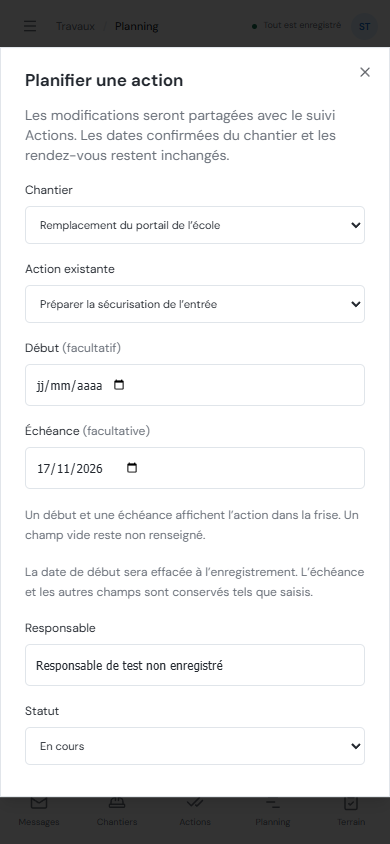 Travaux / Planning
Tout est enregistré
ST
Planifier une action
Les modifications seront partagées avec le suivi
Actions. Les dates confirmées du chantier et les
rendez-vous restent inchangés.
Chantier
Remplacement du portail de l'école
Action existante
Préparer la sécurisation de l'entrée
Début (facultatif)
jj/mm/aaaa
Échéance (facultative)
17/11/2026
Un début et une échéance affichent l'action dans la frise. Un
champ vide reste non renseigné.
La date de début sera effacée à l'enregistrement. L'échéance
et les autres champs sont conservés tels que saisis.
Responsable
Responsable de test non enregistré
Statut
En cours
Messages
Chantiers
Actions
Planning
Terrain